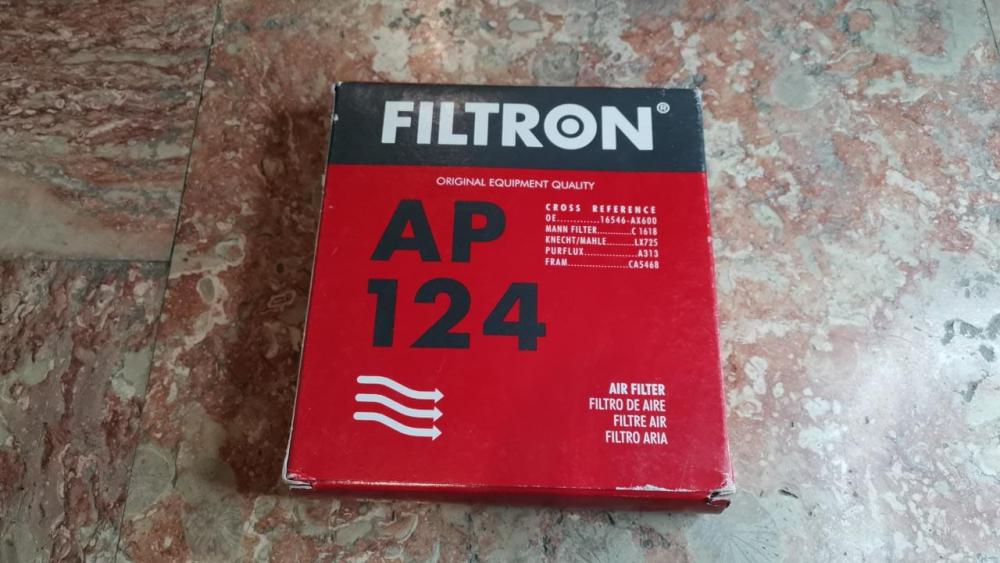 FILTRON®
ORIGINAL EQUIPMENT QUALITY
AP
124
CROSS REFERENCE
OE............16546-AX600
MANN FILTER...........C 1618
KNECHT/MAHLE.........LX725
PURFLUX................A313
FRAM...................CA5468
AIR FILTER
FILTRO DE AIRE
FILTRE AIR
FILTRO ARIA